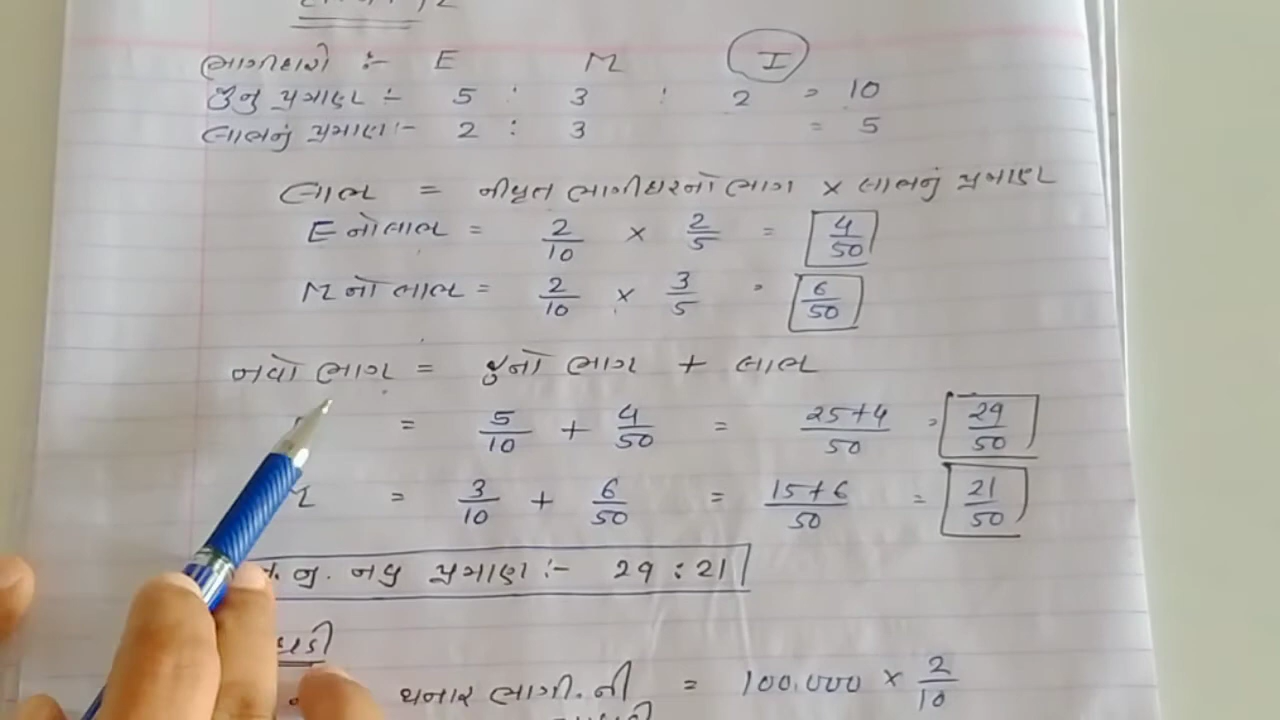 ભાગીદારો :- E M I
જુનુ પ્રમાણ :- 5 : 3 : 2 = 10
લાભનું પ્રમાણ :- 2 : 3 = 5
લાભ = નીવૃત ભાગીદારનો ભાગ × લાભનું પ્રમાણ
E નો લાભ = 2/10 × 2/5 = 4/50
M નો લાભ = 2/10 × 3/5 = 6/50
નવો ભાગ = જુનો ભાગ + લાભ
= 5/10 + 4/50 = 25+4/50 = 29/50
= 3/10 + 6/50 = 15+6/50 = 21/50
નુ. નવુ પ્રમાણ :- 29 : 21
થનાર ભાગી. ની = 100.000 × 2/10